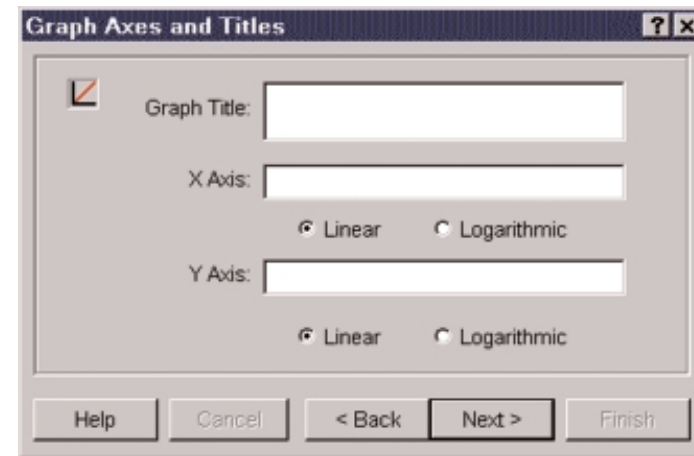 Graph Axes and Titles ? ×
Graph Title:
X Axis:
Linear Logarithmic
Y Axis:
Linear Logarithmic
Help Cancel < Back Next > Finish